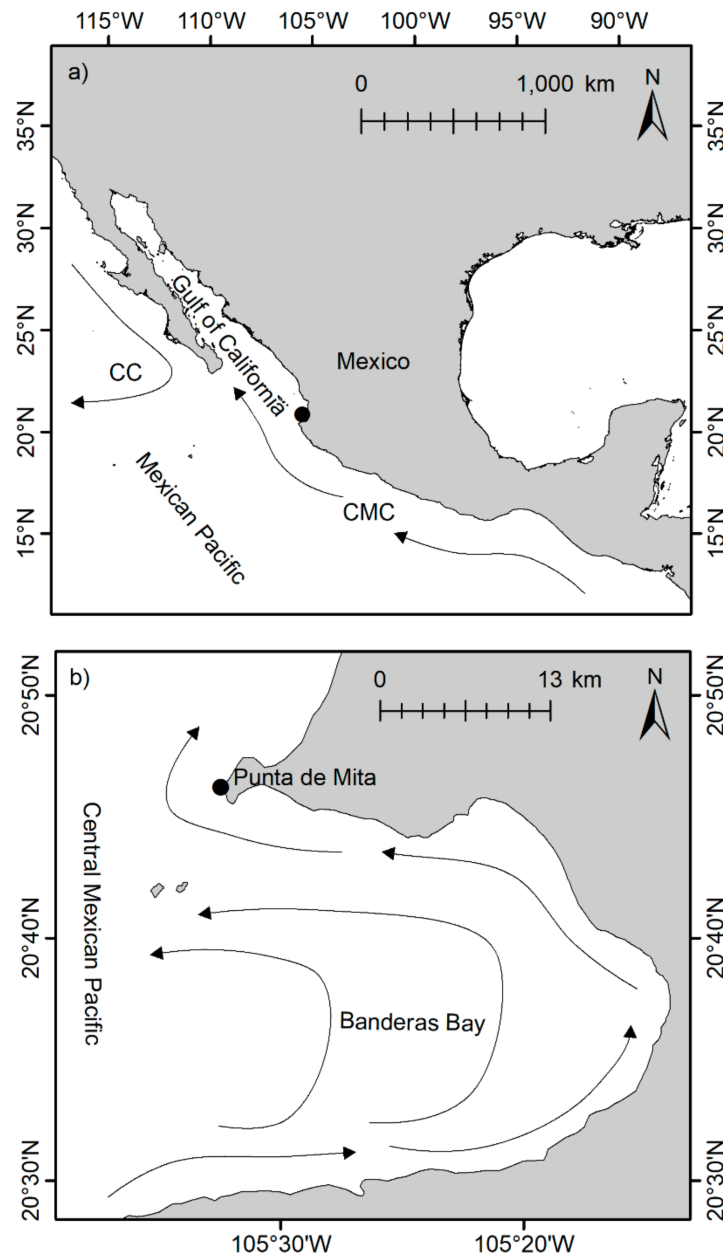 115°W 110°W 105°W 100°W 95°W 90°W
a)
0 1,000 km
N
35°N 35°N
30°N 30°N
25°N 25°N
20°N 20°N
15°N 15°N
Gulf of California
Mexico
CC
Mexican Pacific
CMC
b)
0 13 km
N
20°50'N 20°50'N
Punta de Mita
Central Mexican Pacific
20°40'N 20°40'N
Banderas Bay
20°30'N 20°30'N
105°30'W 105°20'W